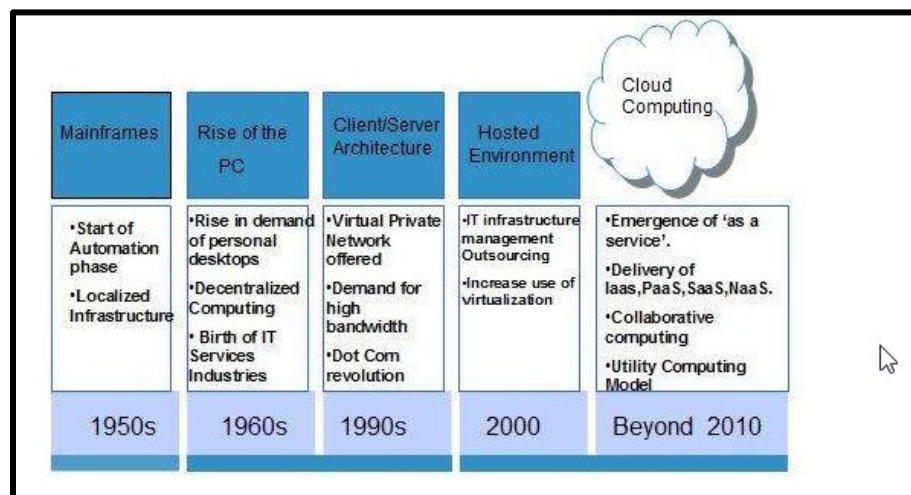 Mainframes
Rise of the
PC
Client/Server
Architecture
Hosted
Environment
Cloud
Computing
•Start of
Automation
phase
•Localized
Infrastructure
•Rise in demand
of personal
desktops
•Decentralized
Computing
• Birth of IT
Services
Industries
•Virtual Private
Network
offered
•Demand for
high
bandwidth
•Dot Com
revolution
•IT infrastructure
management
Outsourcing
•Increase use of
virtualization
•Emergence of ‘as a
service’.
•Delivery of
Iaas,PaaS,SaaS,NaaS.
•Collaborative
computing
•Utility Computing
Model
1950s
1960s
1990s
2000
Beyond 2010